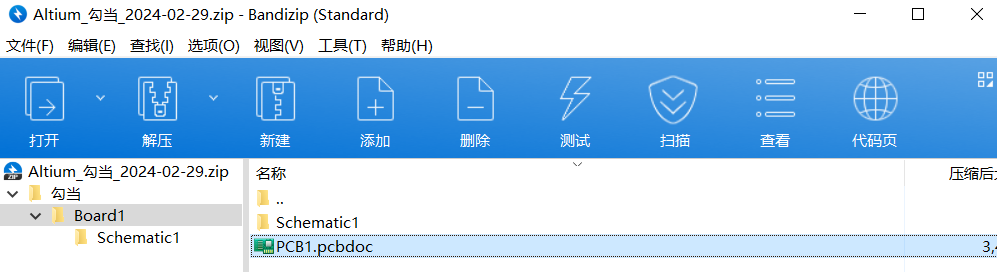 Altium_勾当_2024-02-29.zip - Bandizip (Standard)
文件(F) 编辑(E) 查找(I) 选项(O) 视图(V) 工具(T) 帮助(H)
打开 解压 新建 添加 删除 测试 扫描 查看 代码页
Altium_勾当_2024-02-29.zip
勾当
Board1
Schematic1
名称 压缩后
..
Schematic1
PCB1.pcbdoc 3,